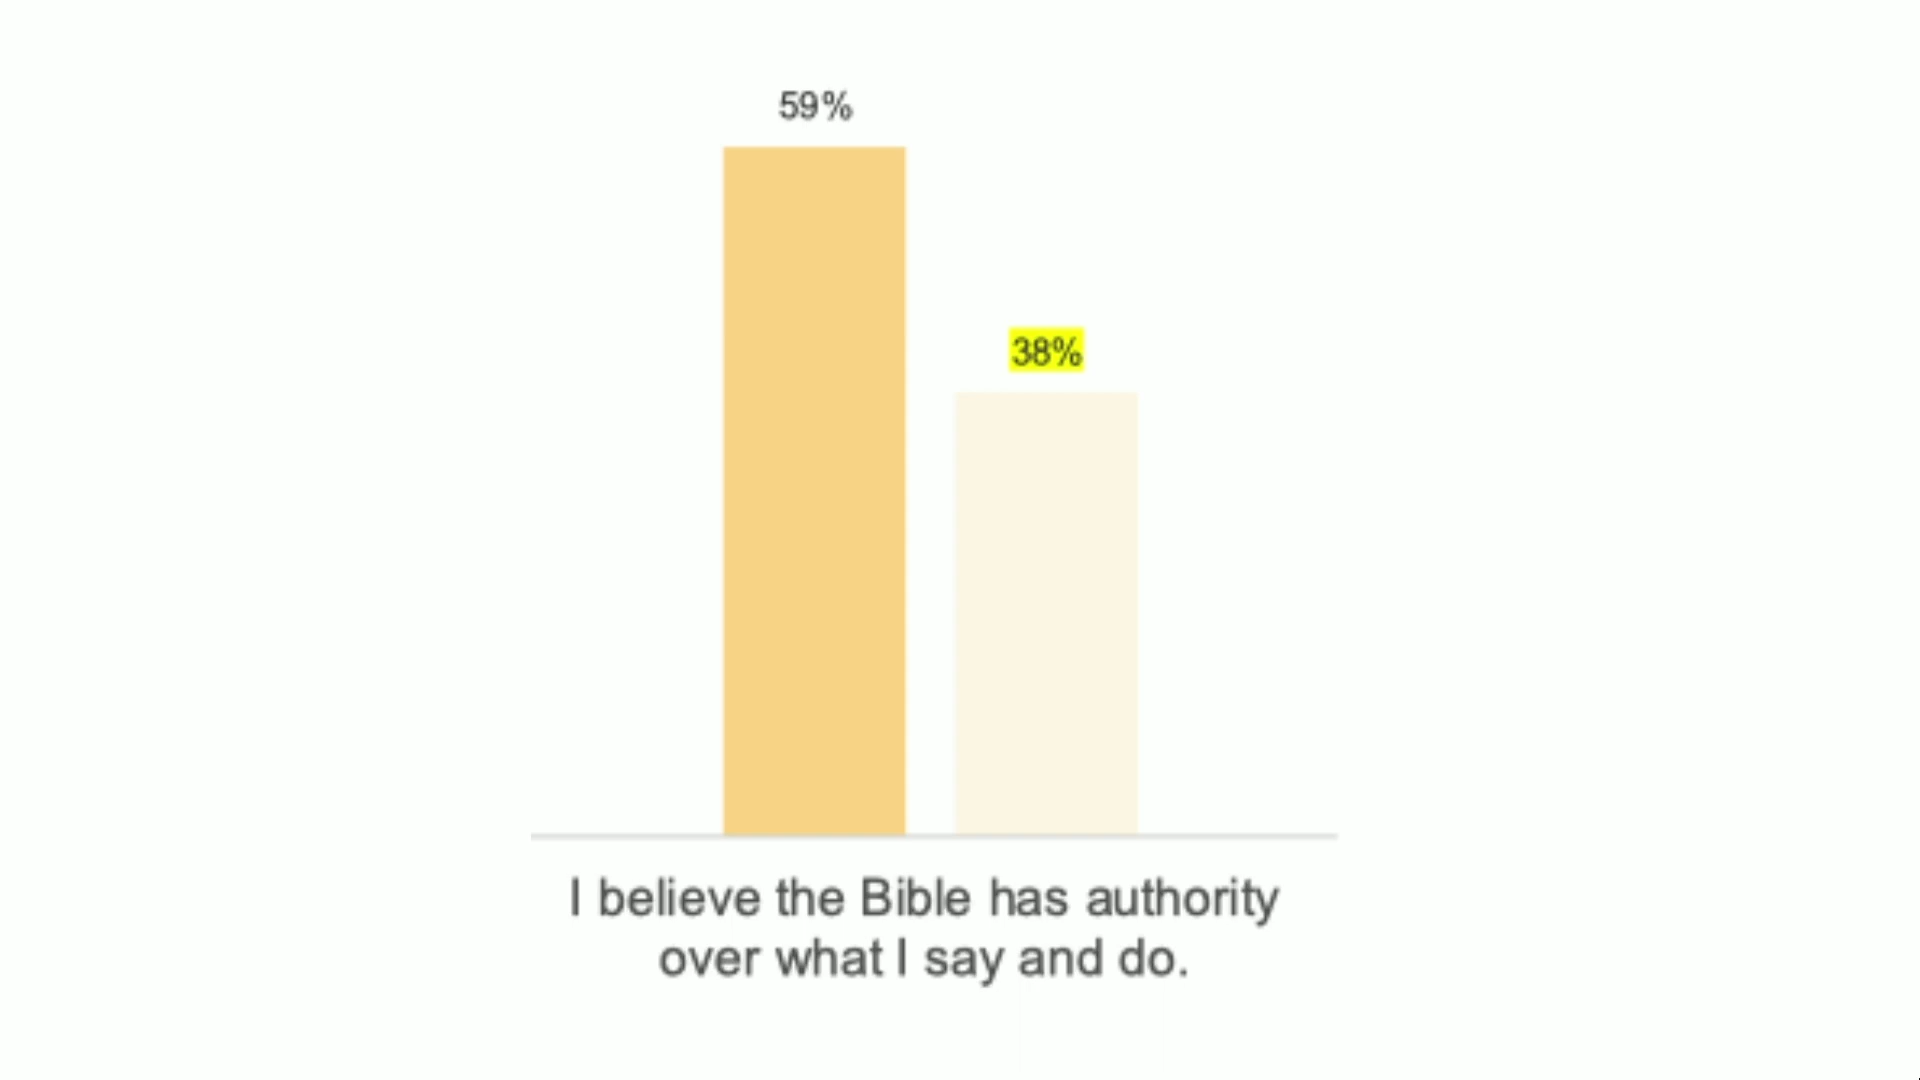 59%
38%
I believe the Bible has authority
over what I say and do.